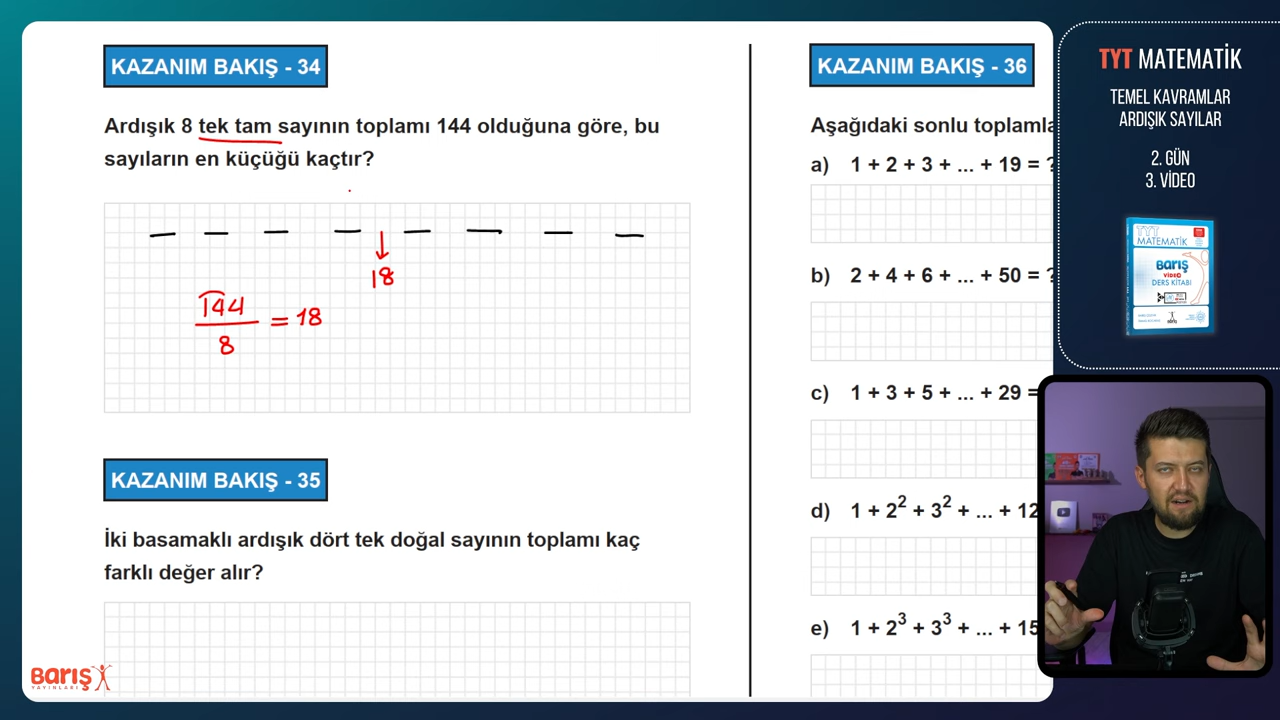 KAZANIM BAKIŞ - 34
Ardışık 8 tek tam sayının toplamı 144 olduğuna göre, bu
sayıların en küçüğü kaçtır?
18
144
8
= 18
KAZANIM BAKIŞ - 35
İki basamaklı ardışık dört tek doğal sayının toplamı kaç
farklı değer alır?
BARIŞ
YAYINLARI
KAZANIM BAKIŞ - 36
Aşağıdaki sonlu toplamla
a) 1 + 2 + 3 + ... + 19 = ?
b) 2 + 4 + 6 + ... + 50 = ?
c) 1 + 3 + 5 + ... + 29 =
d) 1 + 2² + 3² + ... + 12
e) 1 + 2³ + 3³ + ... + 15
TYT MATEMATİK
TEMEL KAVRAMLAR
ARDIŞIK SAYILAR
2. GÜN
3. VİDEO
TYT
MATEMATİK
BARIŞ
VİDEO
DERS KİTABI